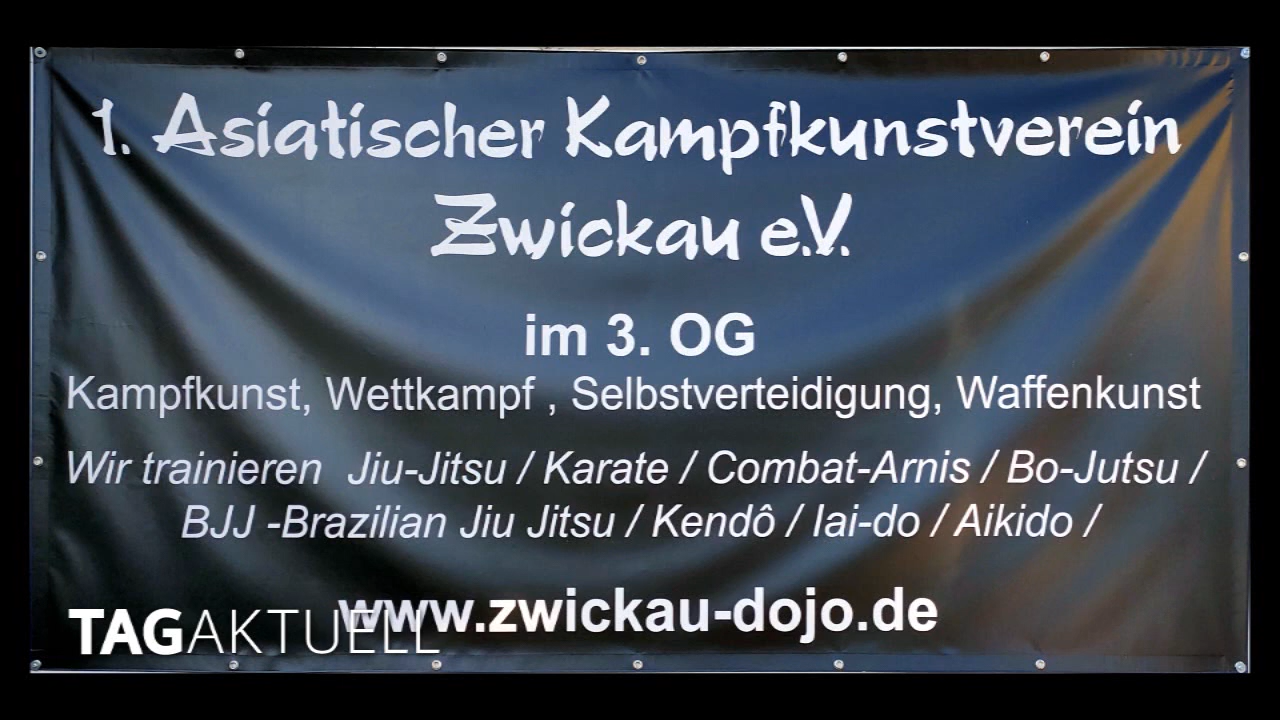 1. Asiatischer Kampfkunstverein
Zwickau e.V.
im 3. OG
Kampfkunst, Wettkampf , Selbstverteidigung, Waffenkunst
Wir trainieren Jiu-Jitsu / Karate / Combat-Arnis / Bo-Jutsu /
BJJ -Brazilian Jiu Jitsu / Kendô / Iai-do / Aikido /
www.zwickau-dojo.de
TAGAKTUELL